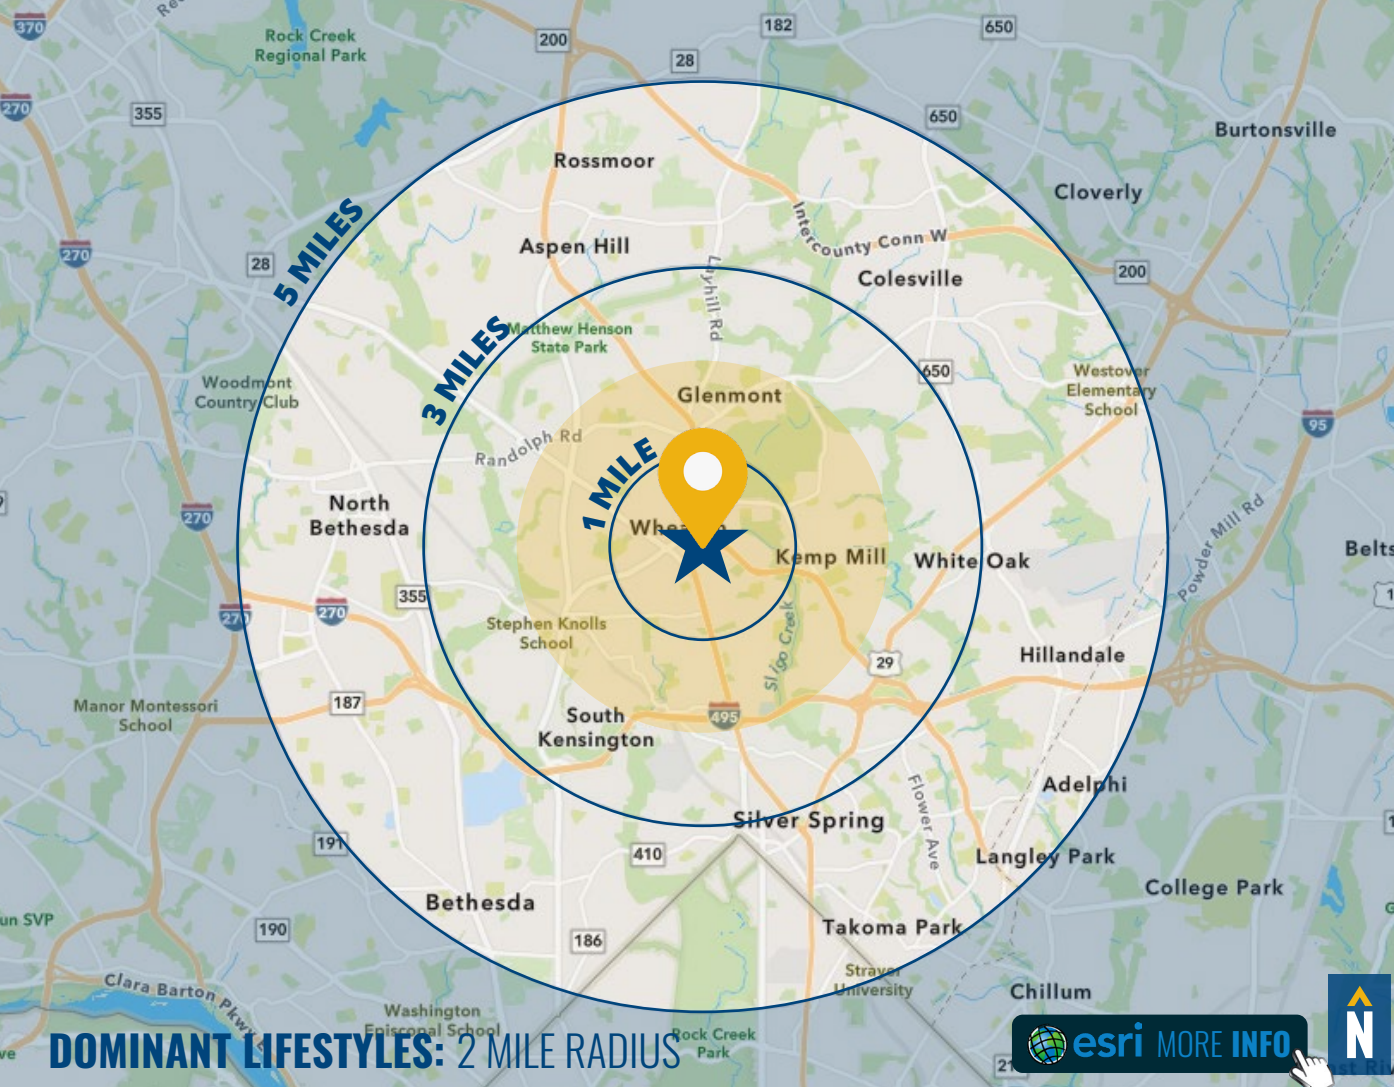 370
182
650
Rock Creek
Regional Park
200
28
270
355
650
Burtonsville
Rossmoor
Cloverly
5 MILES
Intercounty Conn W
Aspen Hill
270
28
Layhill Rd
200
Colesville
3 MILES
Matthew Henson
State Park
650
Woodmont
Country Club
Westover
Elementary
School
Glenmont
95
Randolph Rd
1 MILE
North
Bethesda
270
Powder Mill Rd
Kemp Mill
White Oak
355
270
270
Stephen Knolls
School
Sligo Creek
29
Hillandale
187
Manor Montessori
School
South
Kensington
495
Adelphi
Flower Ave
Silver Spring
191
410
Langley Park
College Park
Bethesda
un SVP
190
186
Takoma Park
Strayer
University
Clara Barton Pkwy
Chillum
Washington
Episcopal School
Rock Creek
Park
DOMINANT LIFESTYLES: 2 MILE RADIUS
esri MORE INFO
N